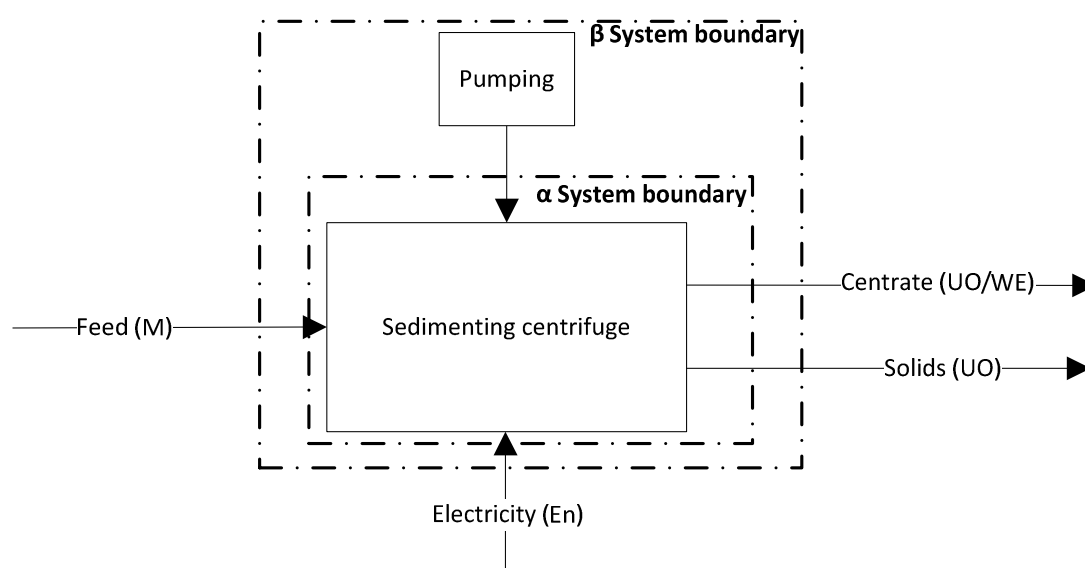 β System boundary
Pumping
α System boundary
Centrate (UO/WE)
Feed (M)
Sedimenting centrifuge
Solids (UO)
Electricity (En)